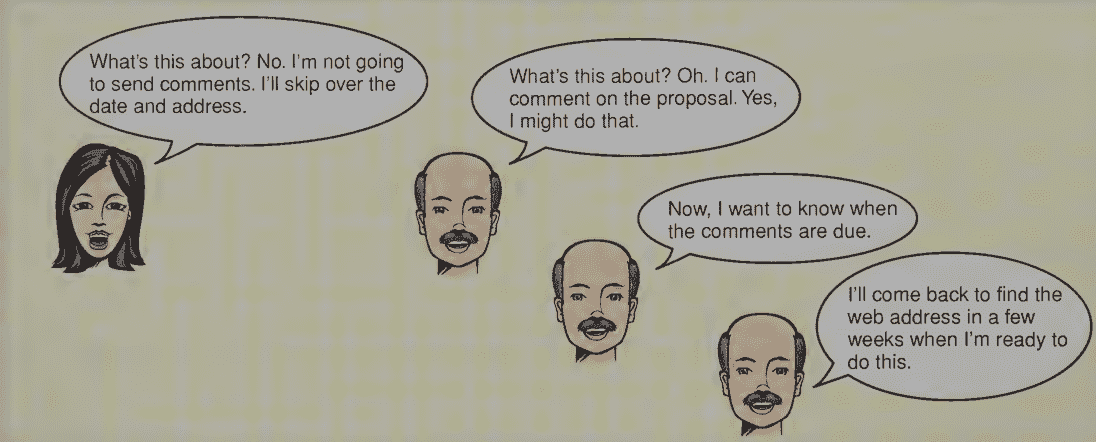 What's this about? No. I'm not going
to send comments. I'll skip over the
date and address.
What's this about? Oh. I can
comment on the proposal. Yes,
I might do that.
Now, I want to know when
the comments are due.
I'll come back to find the
web address in a few
weeks when I'm ready to
do this.